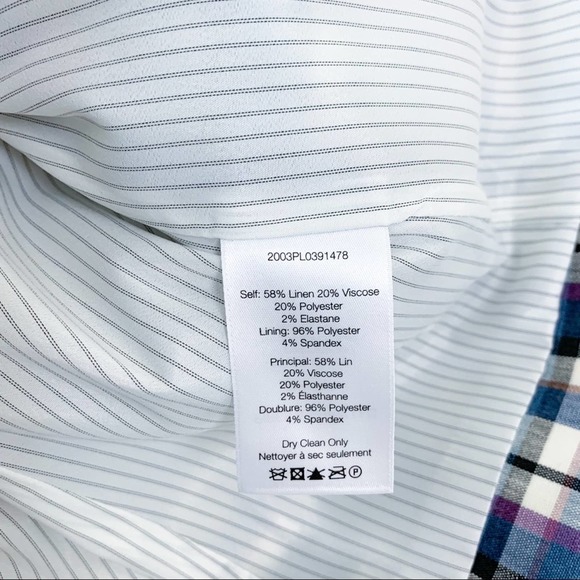 2003PL0391478
Self: 58% Linen 20% Viscose
20% Polyester
2% Elastane
Lining: 96% Polyester
4% Spandex
Principal: 58% Lin
20% Viscose
20% Polyester
2% Élasthanne
Doublure: 96% Polyester
4% Spandex
Dry Clean Only
Nettoyer à sec seulement
P